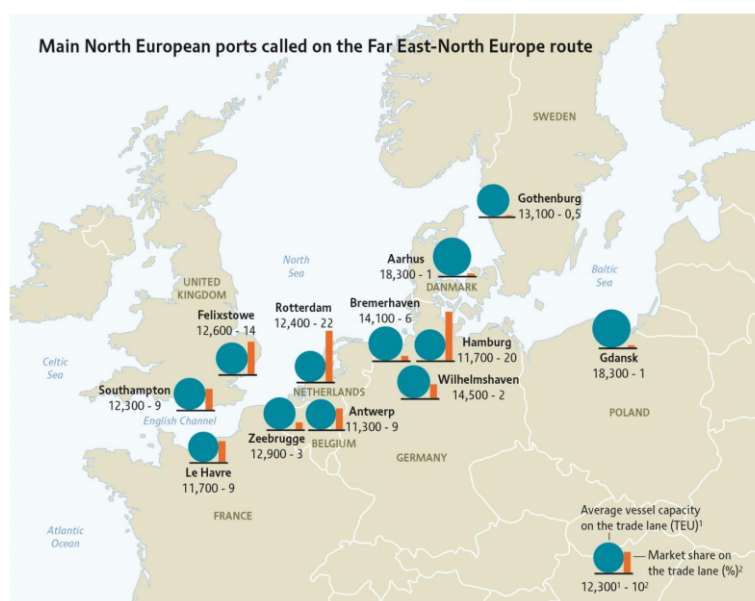 Main North European ports called on the Far East-North Europe route
SWEDEN
Gothenburg
13,100 - 0,5
North
Sea
Aarhus
18,300 - 1
DANMARK
Baltic
Sea
UNITED
KINGDOM
Felixstowe
12,600 - 14
Rotterdam
12,400 - 22
Bremerhaven
14,100 - 6
Hamburg
11,700 - 20
Gdansk
18,300 - 1
Celtic
Sea
Southampton
12,300 - 9
English Channel
NETHERLANDS
Wilhelmshaven
14,500 - 2
POLAND
Zeebrugge
12,900 - 3
Antwerp
11,300 - 9
BELGIUM
GERMANY
Le Havre
11,700 - 9
FRANCE
Atlantic
Ocean
Average vessel capacity
on the trade lane (TEU)¹
Market share on
the trade lane (%)²
12,300¹ - 10²